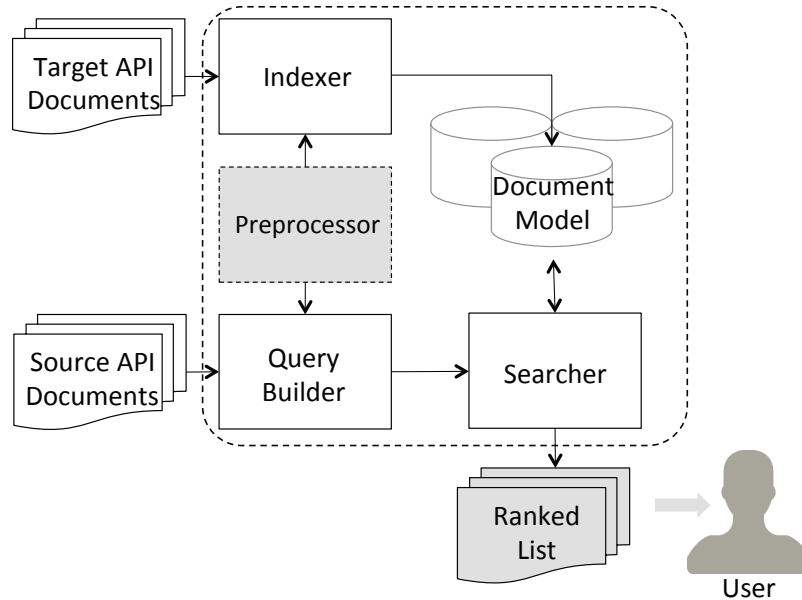 Target API
Documents
Indexer
Preprocessor
Document
Model
Source API
Documents
Query
Builder
Searcher
Ranked
List
User